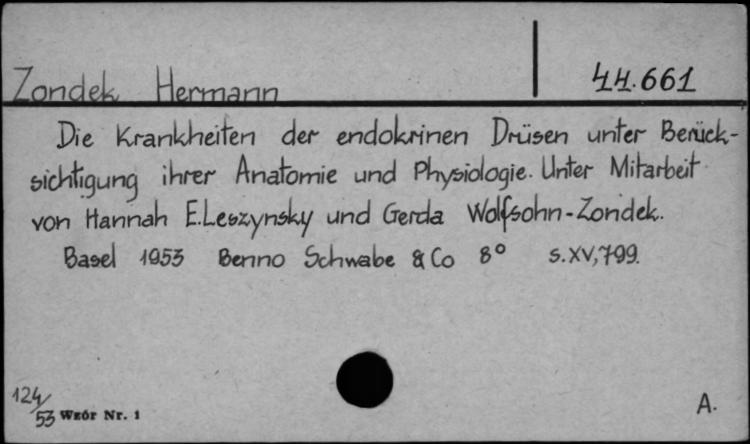 Zondek Hermann 44.661
Die Krankheiten der endokrinen Drüsen unter Berück-
sichtigung ihrer Anatomie und Physiologie. Unter Mitarbeit
von Hannah E.Leszynsky und Gerda Wolfsohn-Zondek.
Basel 1953 Benno Schwabe & Co 8° s.XV,799.
124/53 Wzór Nr. 1 A.